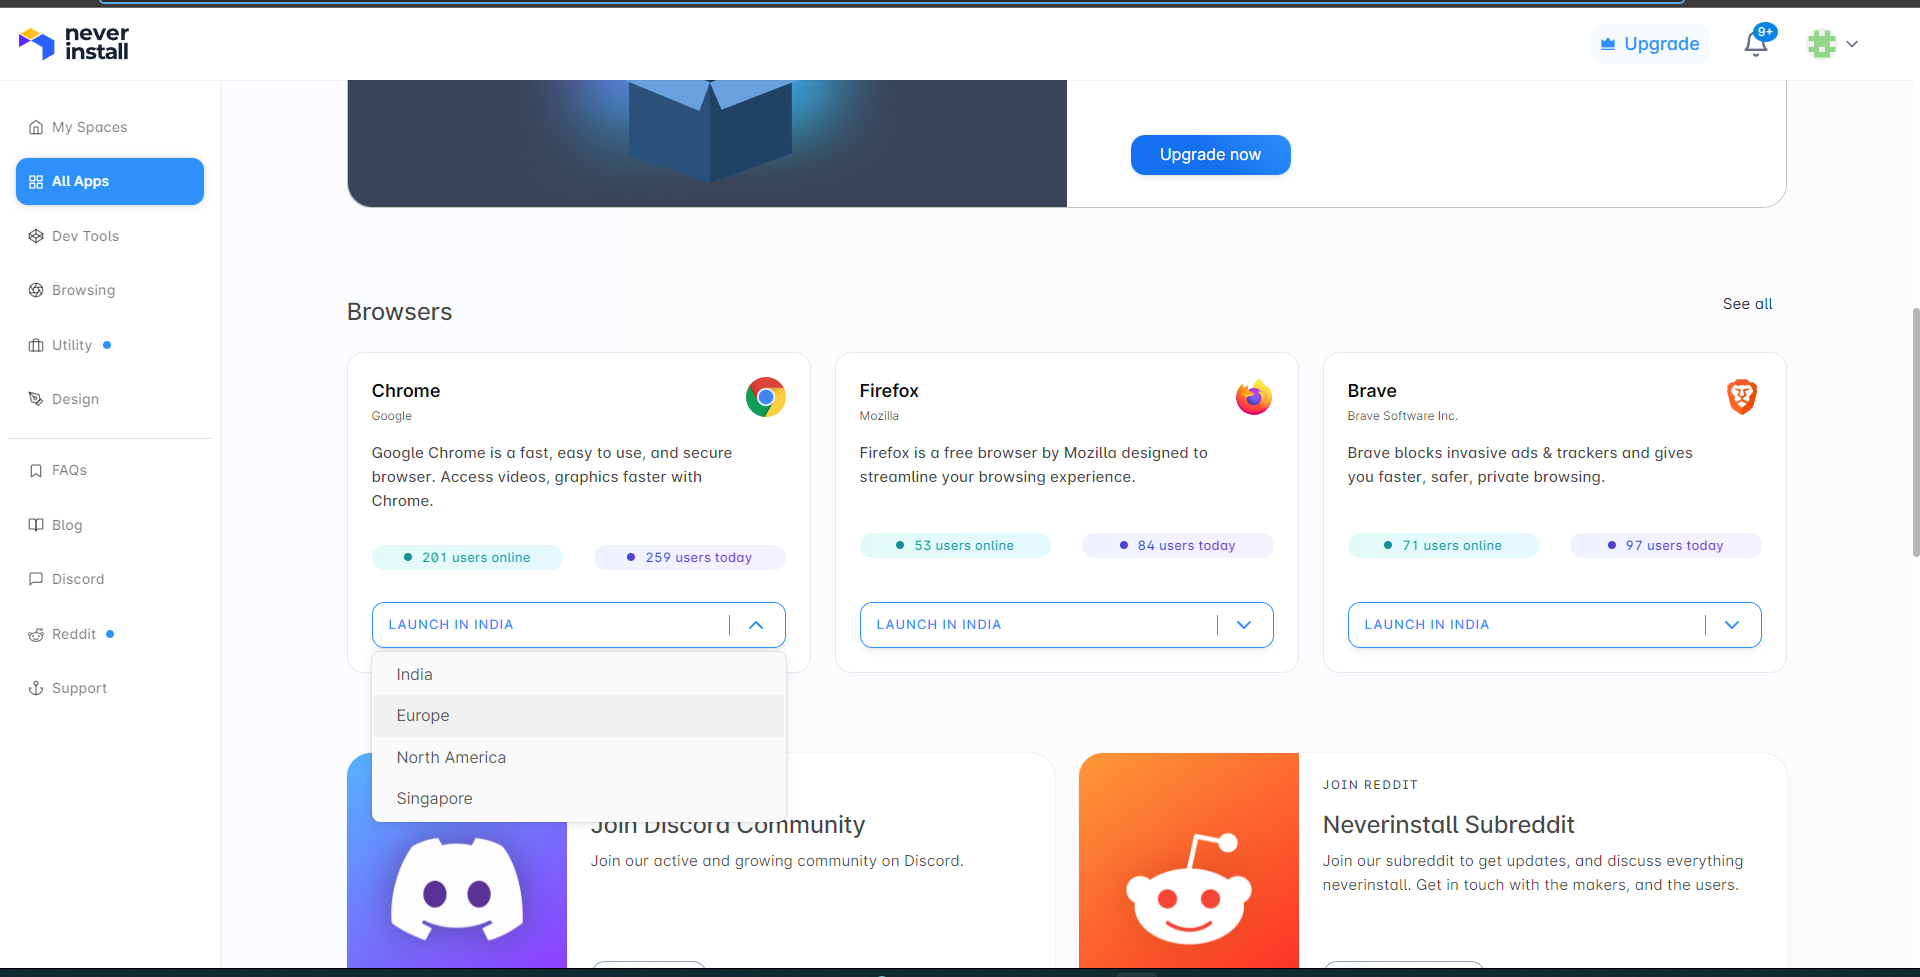 never
install
Upgrade
9+
My Spaces
All Apps
Dev Tools
Browsing
Utility
Design
FAQs
Blog
Discord
Reddit
Support
Upgrade now
Browsers
See all
Chrome
Google
Google Chrome is a fast, easy to use, and secure
browser. Access videos, graphics faster with
Chrome.
201 users online
259 users today
LAUNCH IN INDIA
India
Europe
North America
Singapore
Firefox
Mozilla
Firefox is a free browser by Mozilla designed to
streamline your browsing experience.
53 users online
84 users today
LAUNCH IN INDIA
Brave
Brave Software Inc.
Brave blocks invasive ads & trackers and gives
you faster, safer, private browsing.
71 users online
97 users today
LAUNCH IN INDIA
Join Discord Community
Join our active and growing community on Discord.
JOIN REDDIT
Neverinstall Subreddit
Join our subreddit to get updates, and discuss everything
neverinstall. Get in touch with the makers, and the users.